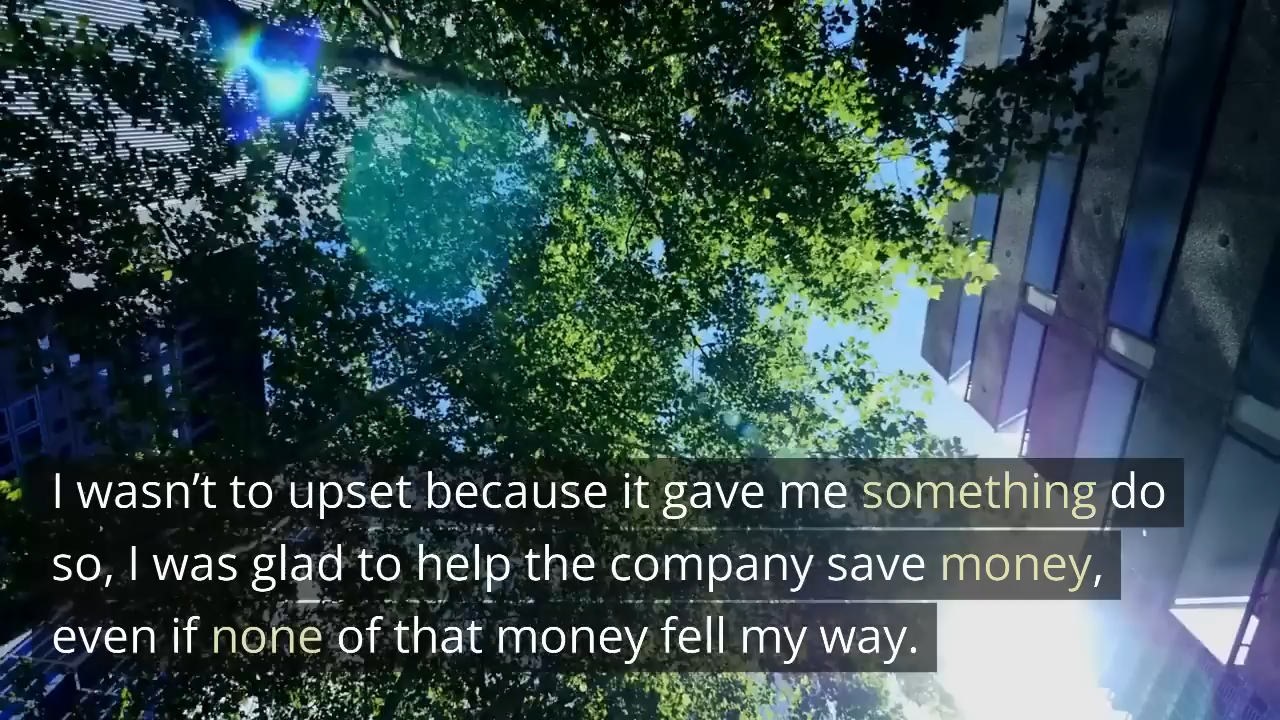 I wasn’t to upset because it gave me something do
so, I was glad to help the company save money,
even if none of that money fell my way.